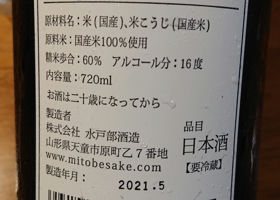 原材料名：米（国産）、米こうじ（国産米）
原料米：国産米100％使用
精米歩合：60％　アルコール分：16度
内容量：720ml
お酒は二十歳になってから
製造者
株式会社 水戸部酒造
山形県天童市原町乙7番地
www.mitobesake.com
製造年月：2021.5
品目
日本酒
【要冷蔵】